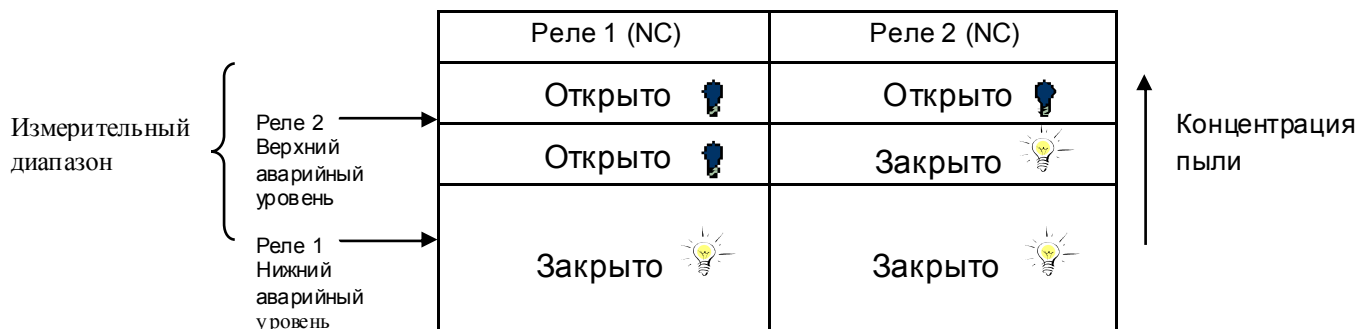 Реле 1 (NC) Реле 2 (NC)
Открыто Открыто
Открыто Закрыто
Закрыто Закрыто
Измерительный
диапазон
Реле 2
Верхний
аварийный
уровень
Реле 1
Нижний
аварийный
уровень
Концентрация
пыли